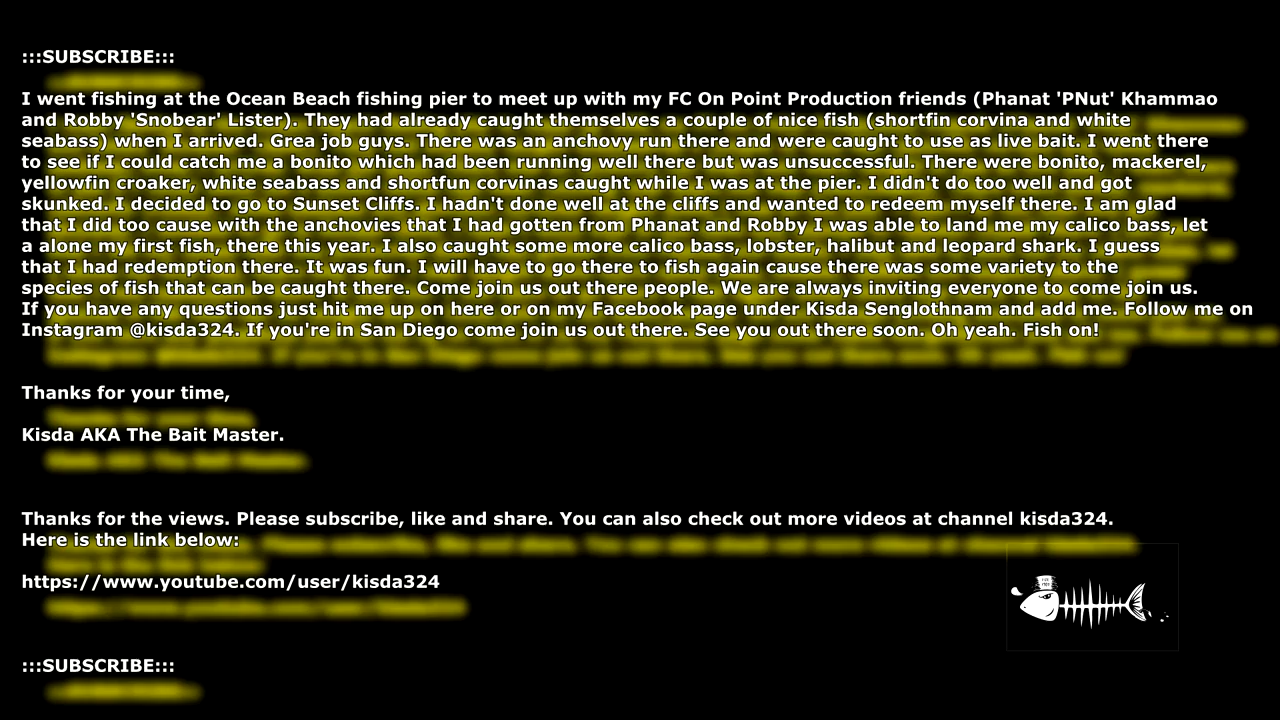 :::SUBSCRIBE:::
I went fishing at the Ocean Beach fishing pier to meet up with my FC On Point Production friends (Phanat 'PNut' Khammao
and Robby 'Snobear' Lister). They had already caught themselves a couple of nice fish (shortfin corvina and white
seabass) when I arrived. Grea job guys. There was an anchovy run there and were caught to use as live bait. I went there
to see if I could catch me a bonito which had been running well there but was unsuccessful. There were bonito, mackerel,
yellowfin croaker, white seabass and shortfun corvinas caught while I was at the pier. I didn't do too well and got
skunked. I decided to go to Sunset Cliffs. I hadn't done well at the cliffs and wanted to redeem myself there. I am glad
that I did too cause with the anchovies that I had gotten from Phanat and Robby I was able to land me my calico bass, let
a alone my first fish, there this year. I also caught some more calico bass, lobster, halibut and leopard shark. I guess
that I had redemption there. It was fun. I will have to go there to fish again cause there was some variety to the
species of fish that can be caught there. Come join us out there people. We are always inviting everyone to come join us.
If you have any questions just hit me up on here or on my Facebook page under Kisda Senglothnam and add me. Follow me on
Instagram @kisda324. If you're in San Diego come join us out there. See you out there soon. Oh yeah. Fish on!
Thanks for your time,
Kisda AKA The Bait Master.
Thanks for the views. Please subscribe, like and share. You can also check out more videos at channel kisda324.
Here is the link below:
https://www.youtube.com/user/kisda324
:::SUBSCRIBE:::